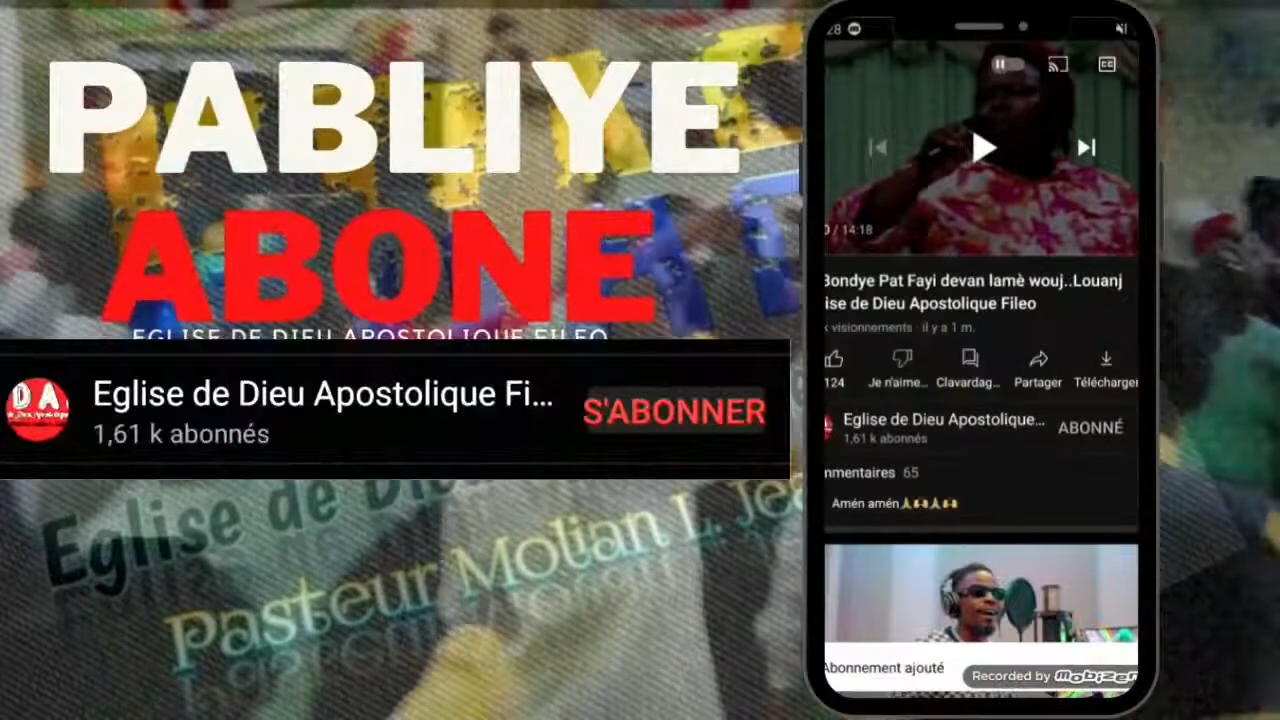 PABLIYE
ABONE
EGLISE DE DIEU APOSTOLIQUE FILEO
Eglise de Dieu Apostolique Fi...
1,61 k abonnés
S'ABONNER
Eglise de
Pasteur Molian L.
28
CC
/ 14:18
Bondye Pat Fayi devan lamè wouj..Louanj
ise de Dieu Apostolique Fileo
k visionnements · il y a 1 m.
124
Je n'aime...
Clavardag...
Partager
Télécharger
Eglise de Dieu Apostolique...
1,61 k abonnés
ABONNÉ
mmentaires 65
Amén amén🙏🙌🙏🙌
Abonnement ajouté
Recorded by